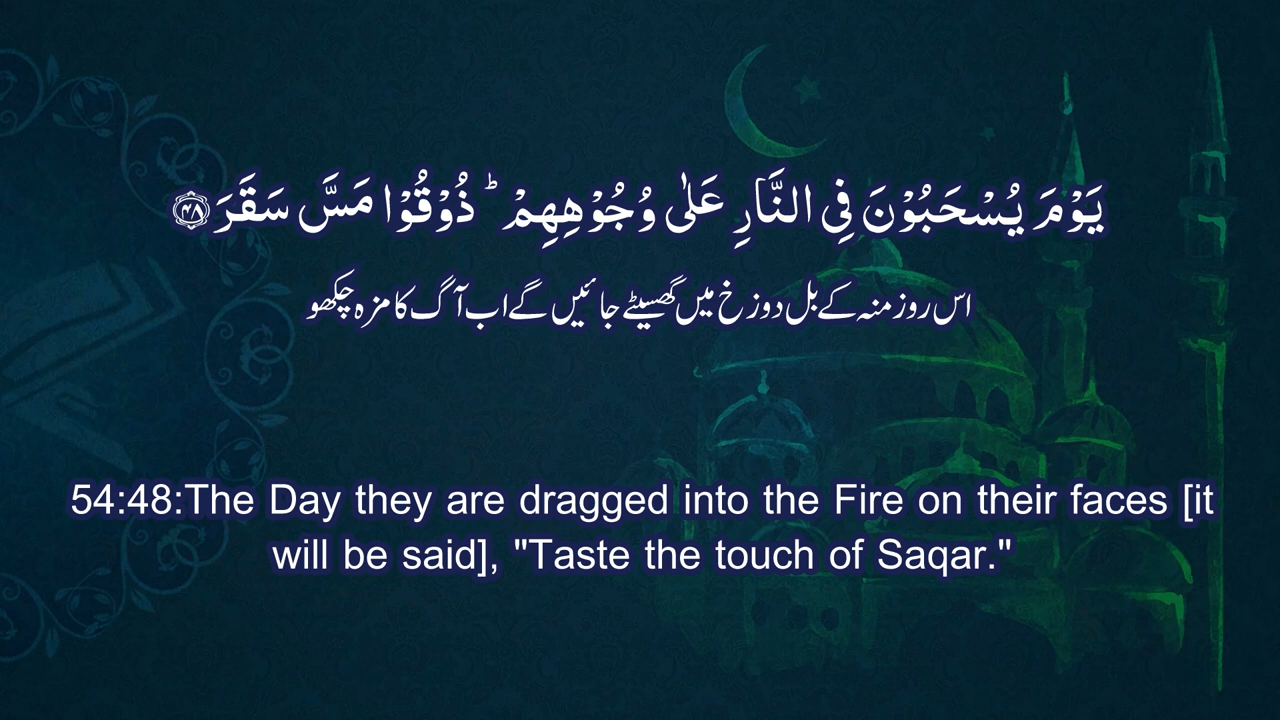 يَوۡمَ يُسۡحَبُوۡنَ فِى النَّارِ عَلٰى وُجُوۡهِهِمۡ ؕ ذُوۡقُوۡا مَسَّ سَقَرَ‏ ﴿۴۸﴾
اس روز منہ کے بل دوزخ میں گھسیٹے جائیں گے اب آگ کا مزہ چکھو
54:48:The Day they are dragged into the Fire on their faces [it
will be said], "Taste the touch of Saqar."